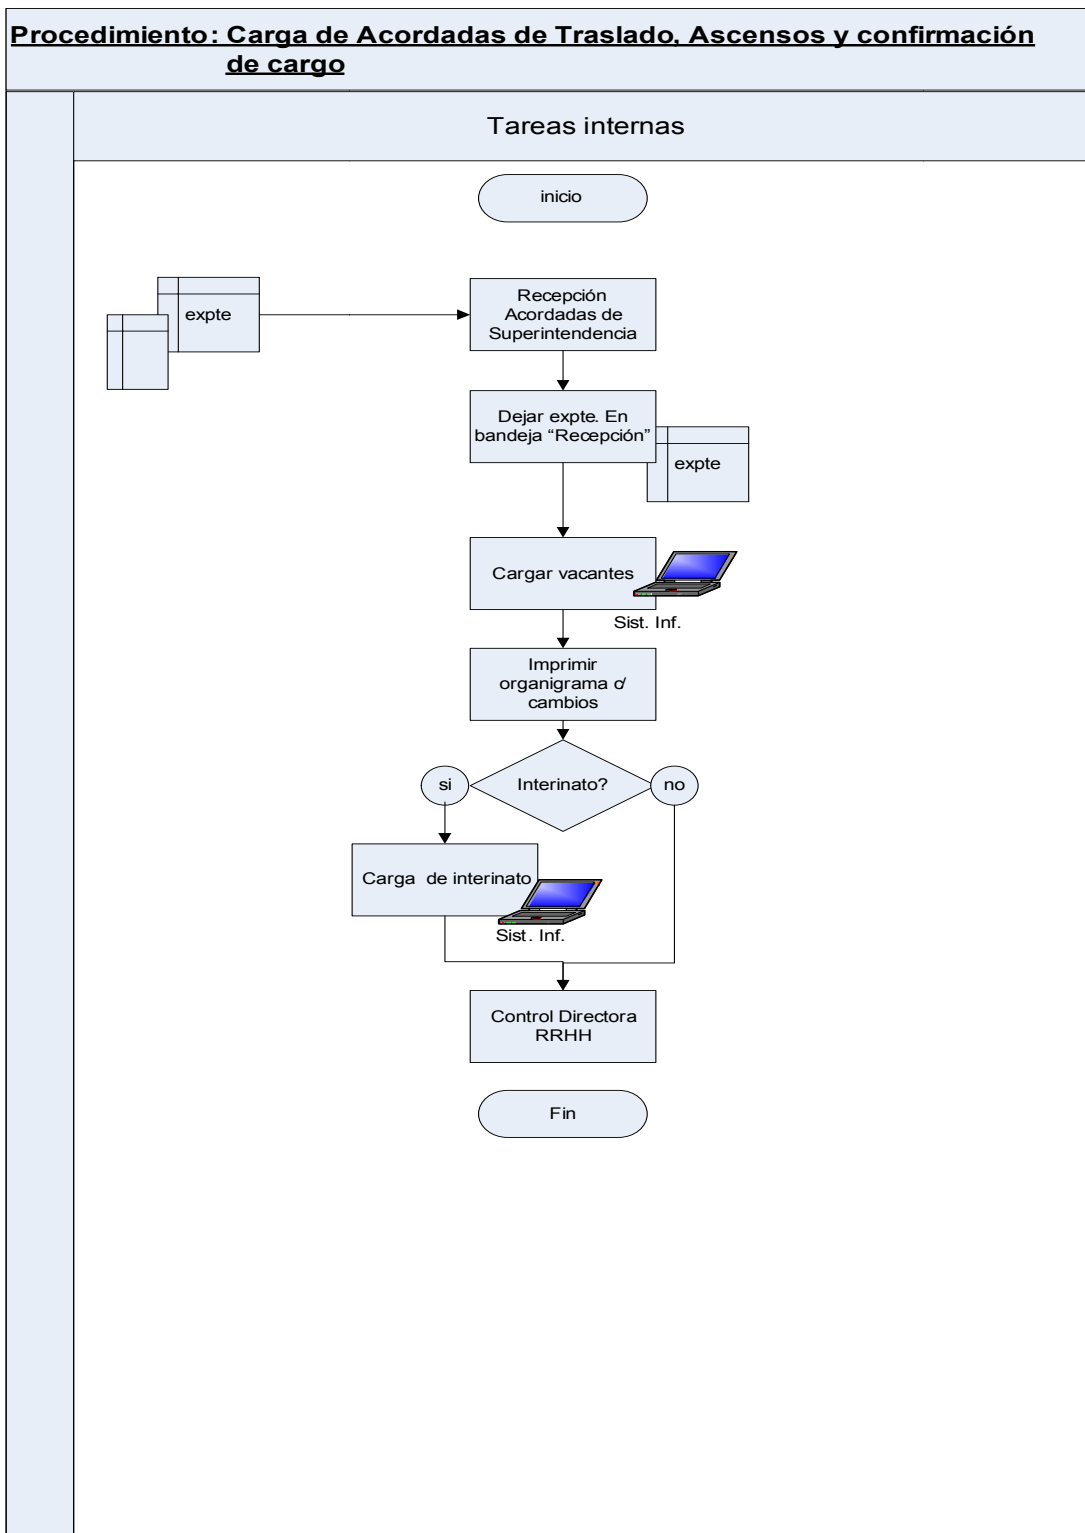 Procedimiento: Carga de Acordadas de Traslado, Ascensos y confirmación
de cargo
Tareas internas
inicio
expte
Recepción
Acordadas de
Superintendencia
Dejar expte. En
bandeja “Recepción”
expte
Cargar vacantes
Sist. Inf.
Imprimir
organigrama c/
cambios
si
Interinato?
no
Carga de interinato
Sist. Inf.
Control Directora
RRHH
Fin